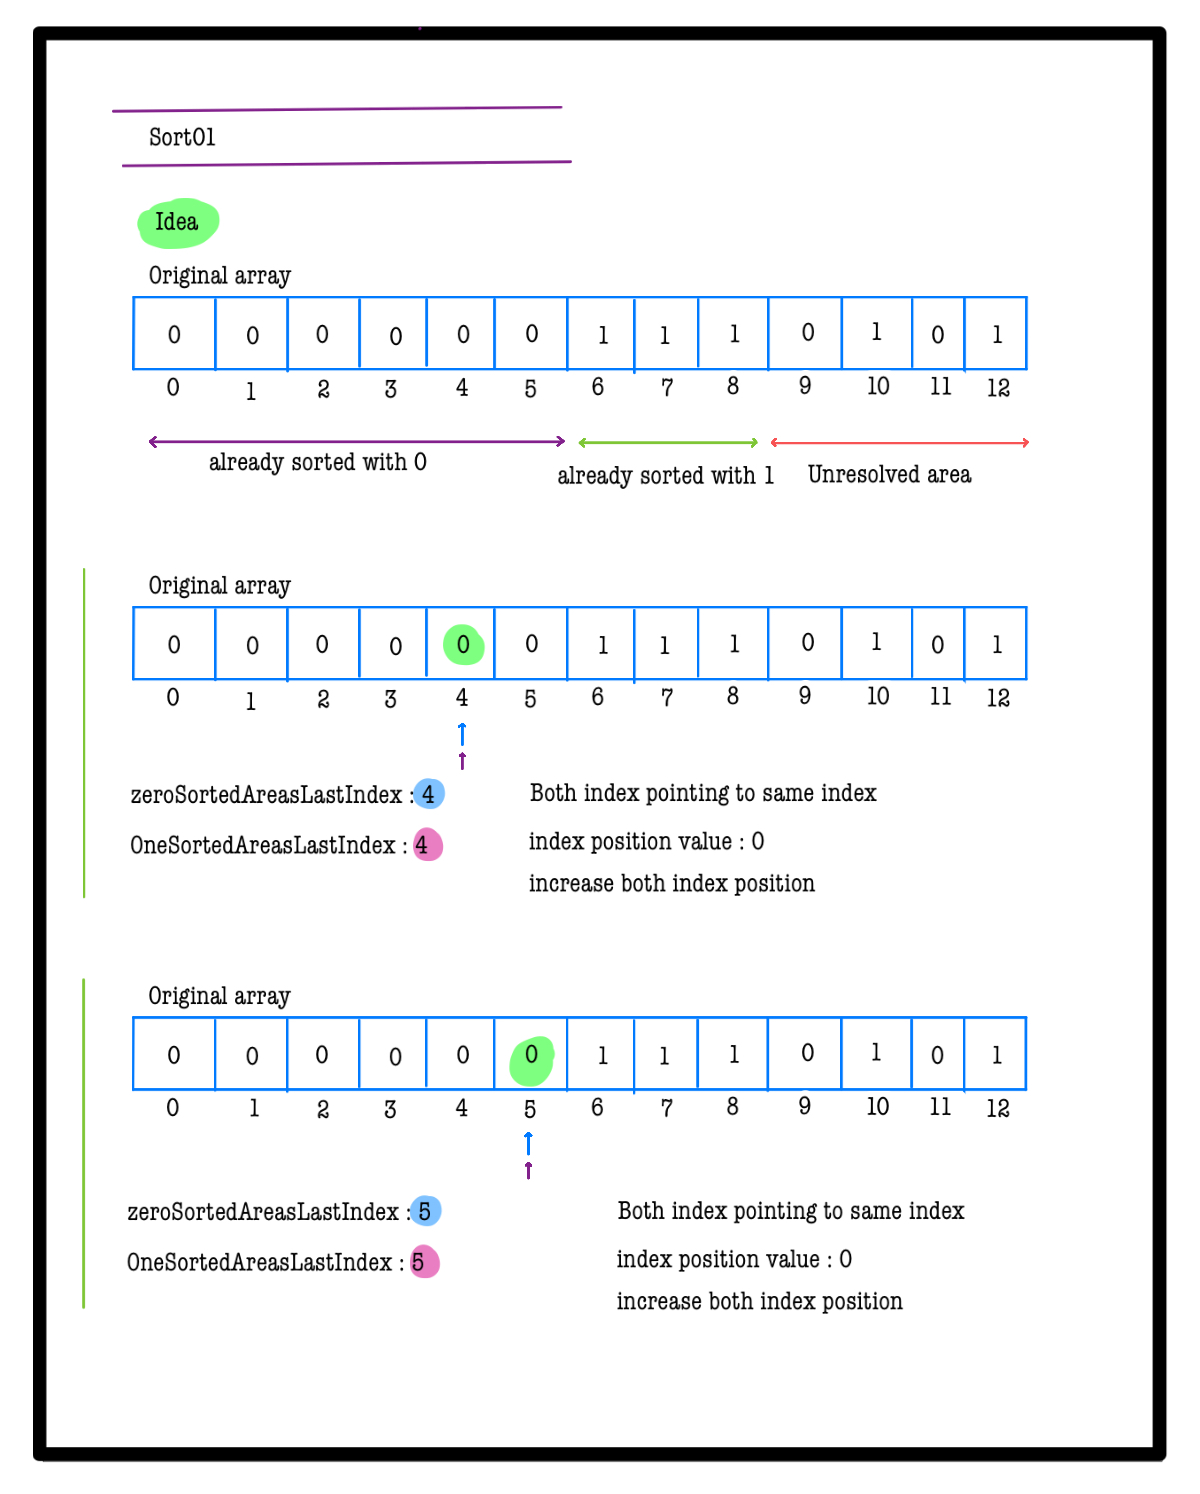 Sort01
Idea
Original array
0 0 0 0 0 0 1 1 1 0 1 0 1
0 1 2 3 4 5 6 7 8 9 10 11 12
already sorted with 0
already sorted with 1
Unresolved area
Original array
0 0 0 0 0 0 1 1 1 0 1 0 1
0 1 2 3 4 5 6 7 8 9 10 11 12
zeroSortedAreasLastIndex : 4
OneSortedAreasLastIndex : 4
Both index pointing to same index
index position value : 0
increase both index position
Original array
0 0 0 0 0 0 1 1 1 0 1 0 1
0 1 2 3 4 5 6 7 8 9 10 11 12
zeroSortedAreasLastIndex : 5
OneSortedAreasLastIndex : 5
Both index pointing to same index
index position value : 0
increase both index position